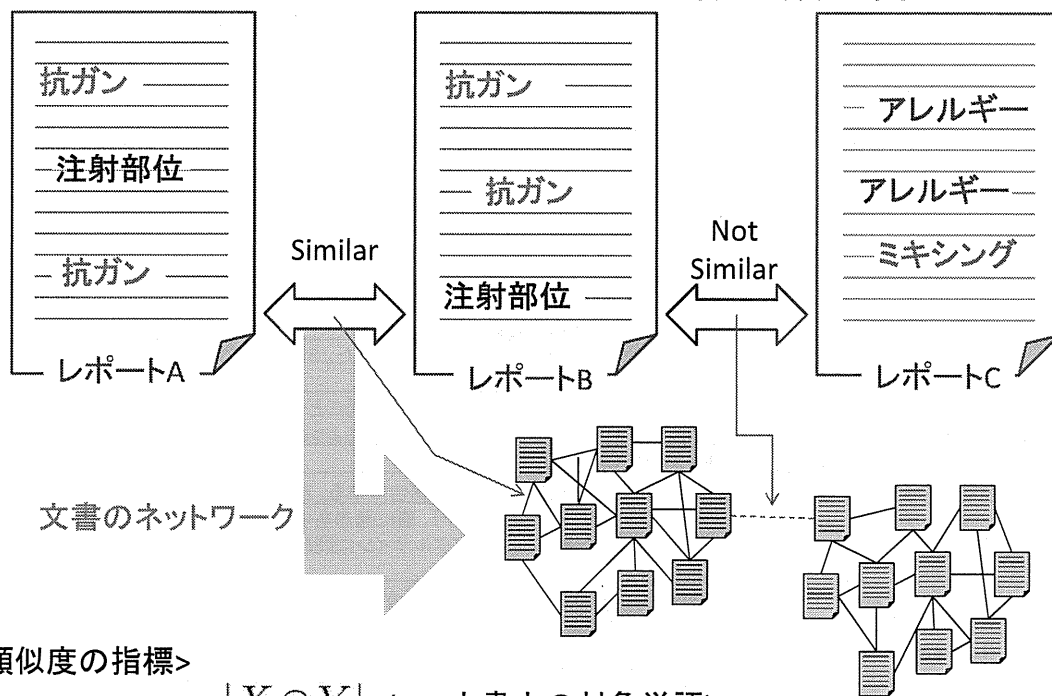 抗ガン
注射部位
抗ガン
レポートA
Similar
抗ガン
抗ガン
注射部位
レポートB
Not
Similar
アレルギー
アレルギー
ミキシング
レポートC
文書のネットワーク
類似度の指標>
|X∩Y|